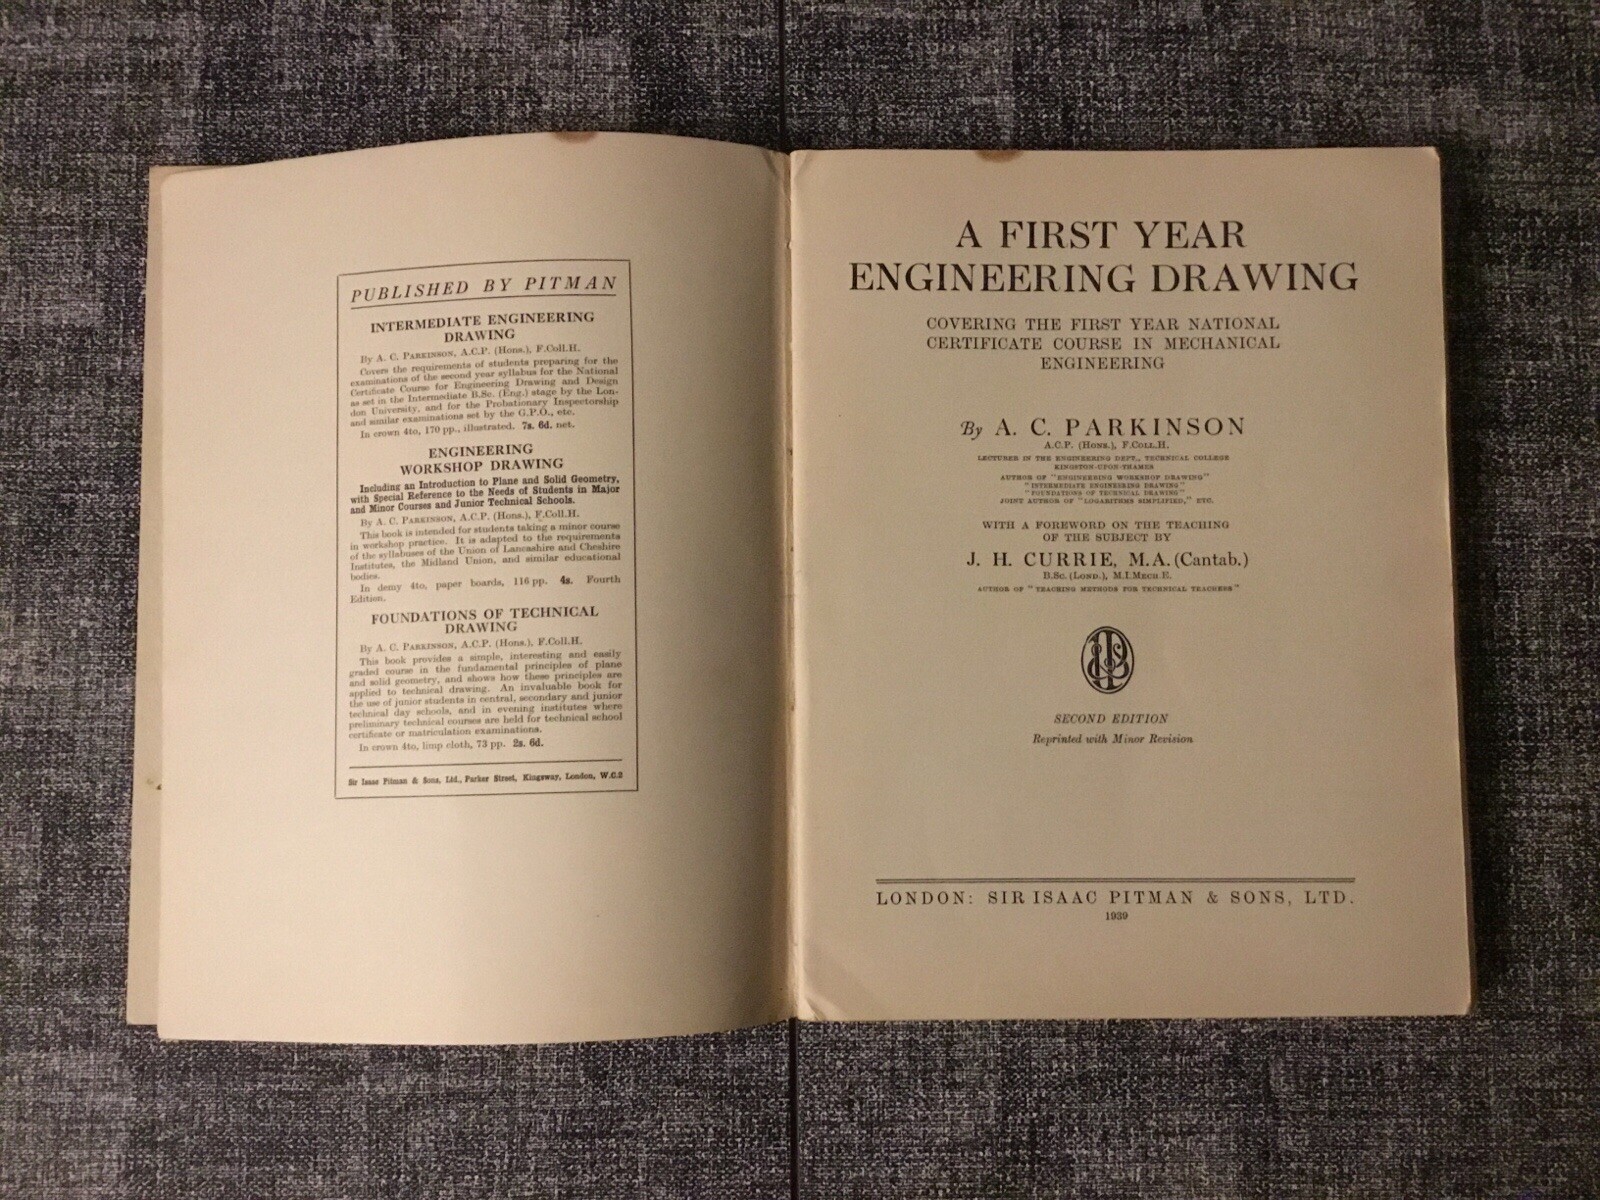 PUBLISHED BY PITMAN
INTERMEDIATE ENGINEERING
DRAWING
By A. C. PARKINSON, A.C.P. (Hons.), F.Coll.H.
Covers the requirements of students preparing for the
examinations of the second year syllabus for the National
Certificate Course for Engineering Drawing and Design
as set in the Intermediate B.Sc. (Eng.) stage by the Lon-
don University, and for the Probationary Inspectorship
and similar examinations set by the G.P.O., etc.
In crown 4to, 170 pp., illustrated. 7s. 6d. net.
ENGINEERING
WORKSHOP DRAWING
Including an Introduction to Plane and Solid Geometry,
with Special Reference to the Needs of Students in Major
and Minor Courses and Junior Technical Schools.
By A. C. PARKINSON, A.C.P. (Hons.), F.Coll.H.
This book is intended for students taking a minor course
in workshop practice. It is adapted to the requirements
of the syllabuses of the Union of Lancashire and Cheshire
Institutes, the Midland Union, and similar educational
bodies.
In demy 4to, paper boards, 116 pp. 4s. Fourth
Edition.
FOUNDATIONS OF TECHNICAL
DRAWING
By A. C. PARKINSON, A.C.P. (Hons.), F.Coll.H.
This book provides a simple, interesting and easily
graded course in the fundamental principles of plane
and solid geometry, and shows how these principles are
applied to technical drawing. An invaluable book for
the use of junior students in central, secondary and junior
technical day schools, and in evening institutes where
preliminary technical courses are held for technical school
certificate or matriculation examinations.
In crown 4to, limp cloth, 73 pp. 2s. 6d.
Sir Isaac Pitman & Sons, Ltd., Parker Street, Kingsway, London, W.C.2
A FIRST YEAR
ENGINEERING DRAWING
COVERING THE FIRST YEAR NATIONAL
CERTIFICATE COURSE IN MECHANICAL
ENGINEERING
By A. C. PARKINSON
A.C.P. (HONS.), F.COLL.H.
LECTURER IN THE ENGINEERING DEPT., TECHNICAL COLLEGE
KINGSTON-UPON-THAMES
AUTHOR OF "ENGINEERING WORKSHOP DRAWING"
"INTERMEDIATE ENGINEERING DRAWING"
"FOUNDATIONS OF TECHNICAL DRAWING"
JOINT AUTHOR OF "LOGARITHMS SIMPLIFIED," ETC.
WITH A FOREWORD ON THE TEACHING
OF THE SUBJECT BY
J. H. CURRIE, M.A. (Cantab.)
B.SC. (LOND.), M.I.MECH.E.
AUTHOR OF "TEACHING METHODS FOR TECHNICAL TEACHERS"
SECOND EDITION
Reprinted with Minor Revision
LONDON: SIR ISAAC PITMAN & SONS, LTD.
1939